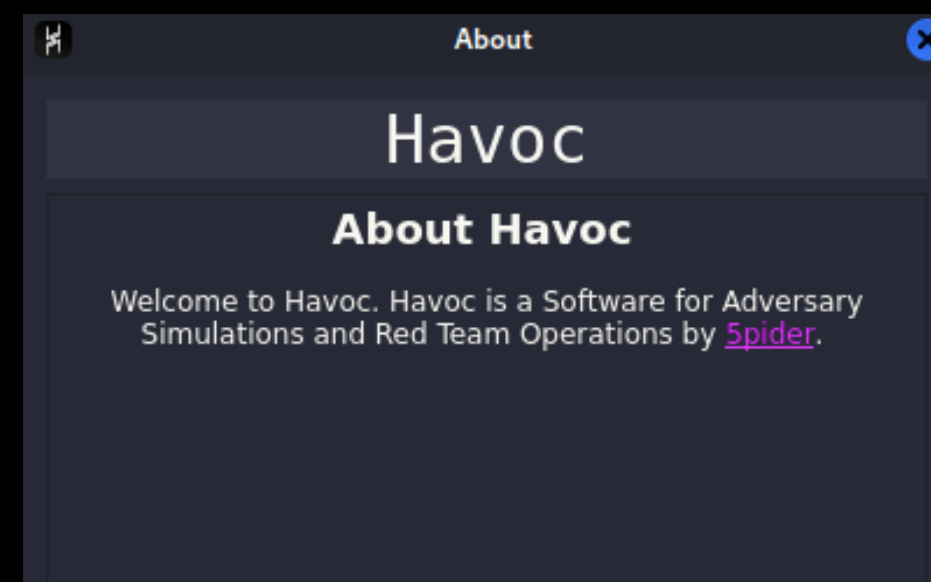 About
Havoc
About Havoc
Welcome to Havoc. Havoc is a Software for Adversary
Simulations and Red Team Operations by 5pider.